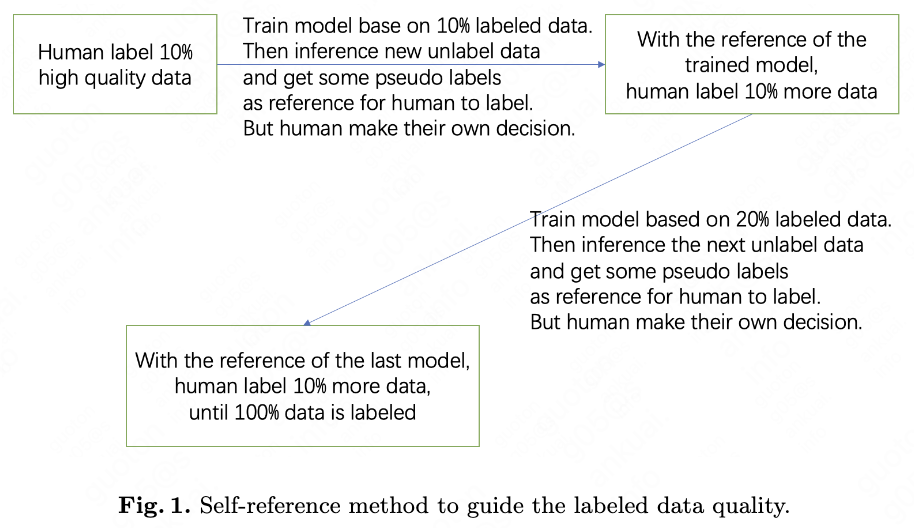 Human label 10%
high quality data
Train model base on 10% labeled data.
Then inference new unlabel data
and get some pseudo labels
as reference for human to label.
But human make their own decision.
With the reference of the
trained model,
human label 10% more data
Train model based on 20% labeled data.
Then inference the next unlabel data
and get some pseudo labels
as reference for human to label.
But human make their own decision.
With the reference of the last model,
human label 10% more data,
until 100% data is labeled
Fig. 1. Self-reference method to guide the labeled data quality.